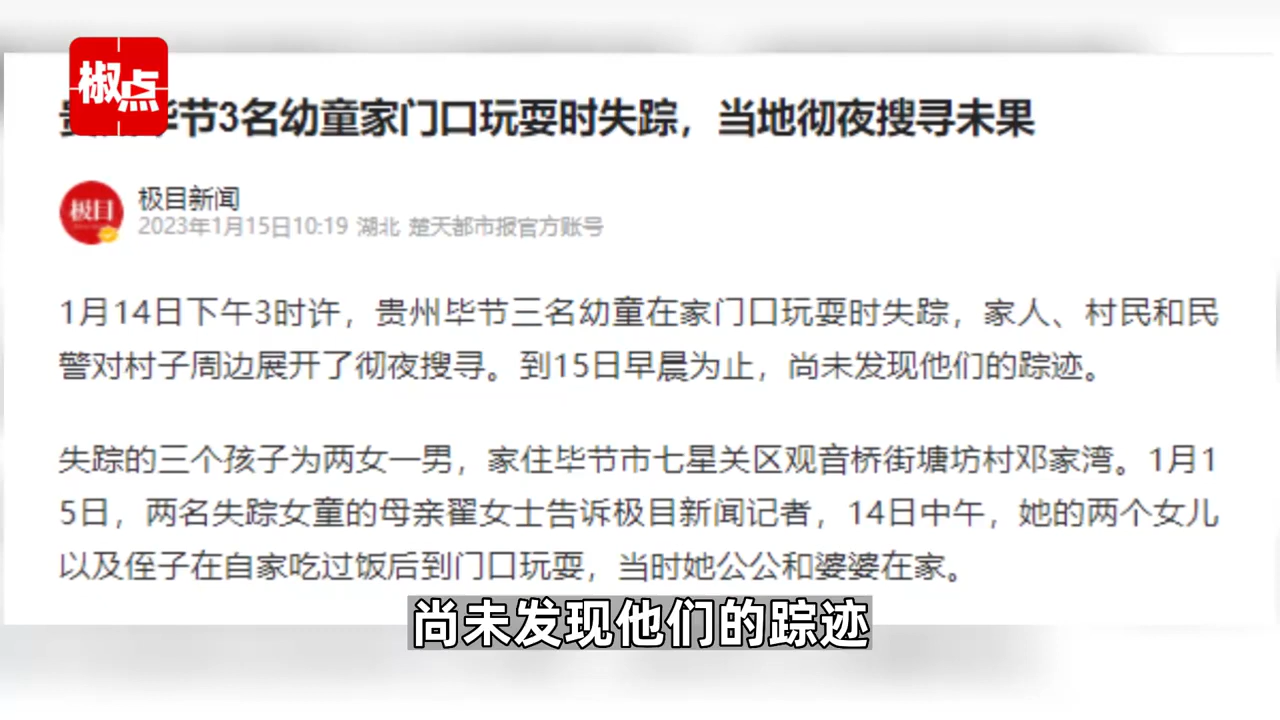 椒点
毕节3名幼童家门口玩耍时失踪，当地彻夜搜寻未果
极目
极目新闻
2023年1月15日10:19 湖北 楚天都市报官方账号
1月14日下午3时许，贵州毕节三名幼童在家门口玩耍时失踪，家人、村民和民
警对村子周边展开了彻夜搜寻。到15日早晨为止，尚未发现他们的踪迹。
失踪的三个孩子为两女一男，家住毕节市七星关区观音桥街塘坊村邓家湾。1月1
5日，两名失踪女童的母亲翟女士告诉极目新闻记者，14日中午，她的两个女儿
以及侄子在自家吃过饭后到门口玩耍，当时她公公和婆婆在家。
尚未发现他们的踪迹